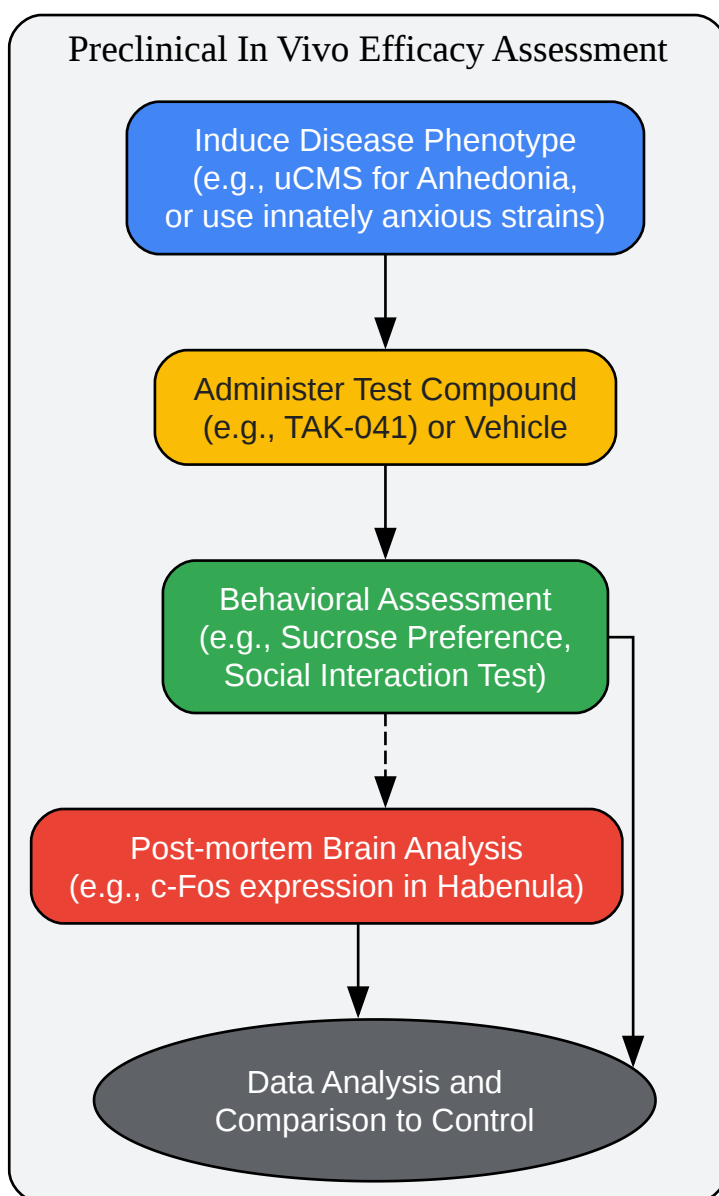 Preclinical In Vivo Efficacy Assessment
Induce Disease Phenotype
(e.g., uCMS for Anhedonia,
or use innately anxious strains)
Administer Test Compound
(e.g., TAK-041) or Vehicle
Behavioral Assessment
(e.g., Sucrose Preference,
Social Interaction Test)
Post-mortem Brain Analysis
(e.g., c-Fos expression in Habenula)
Data Analysis and
Comparison to Control